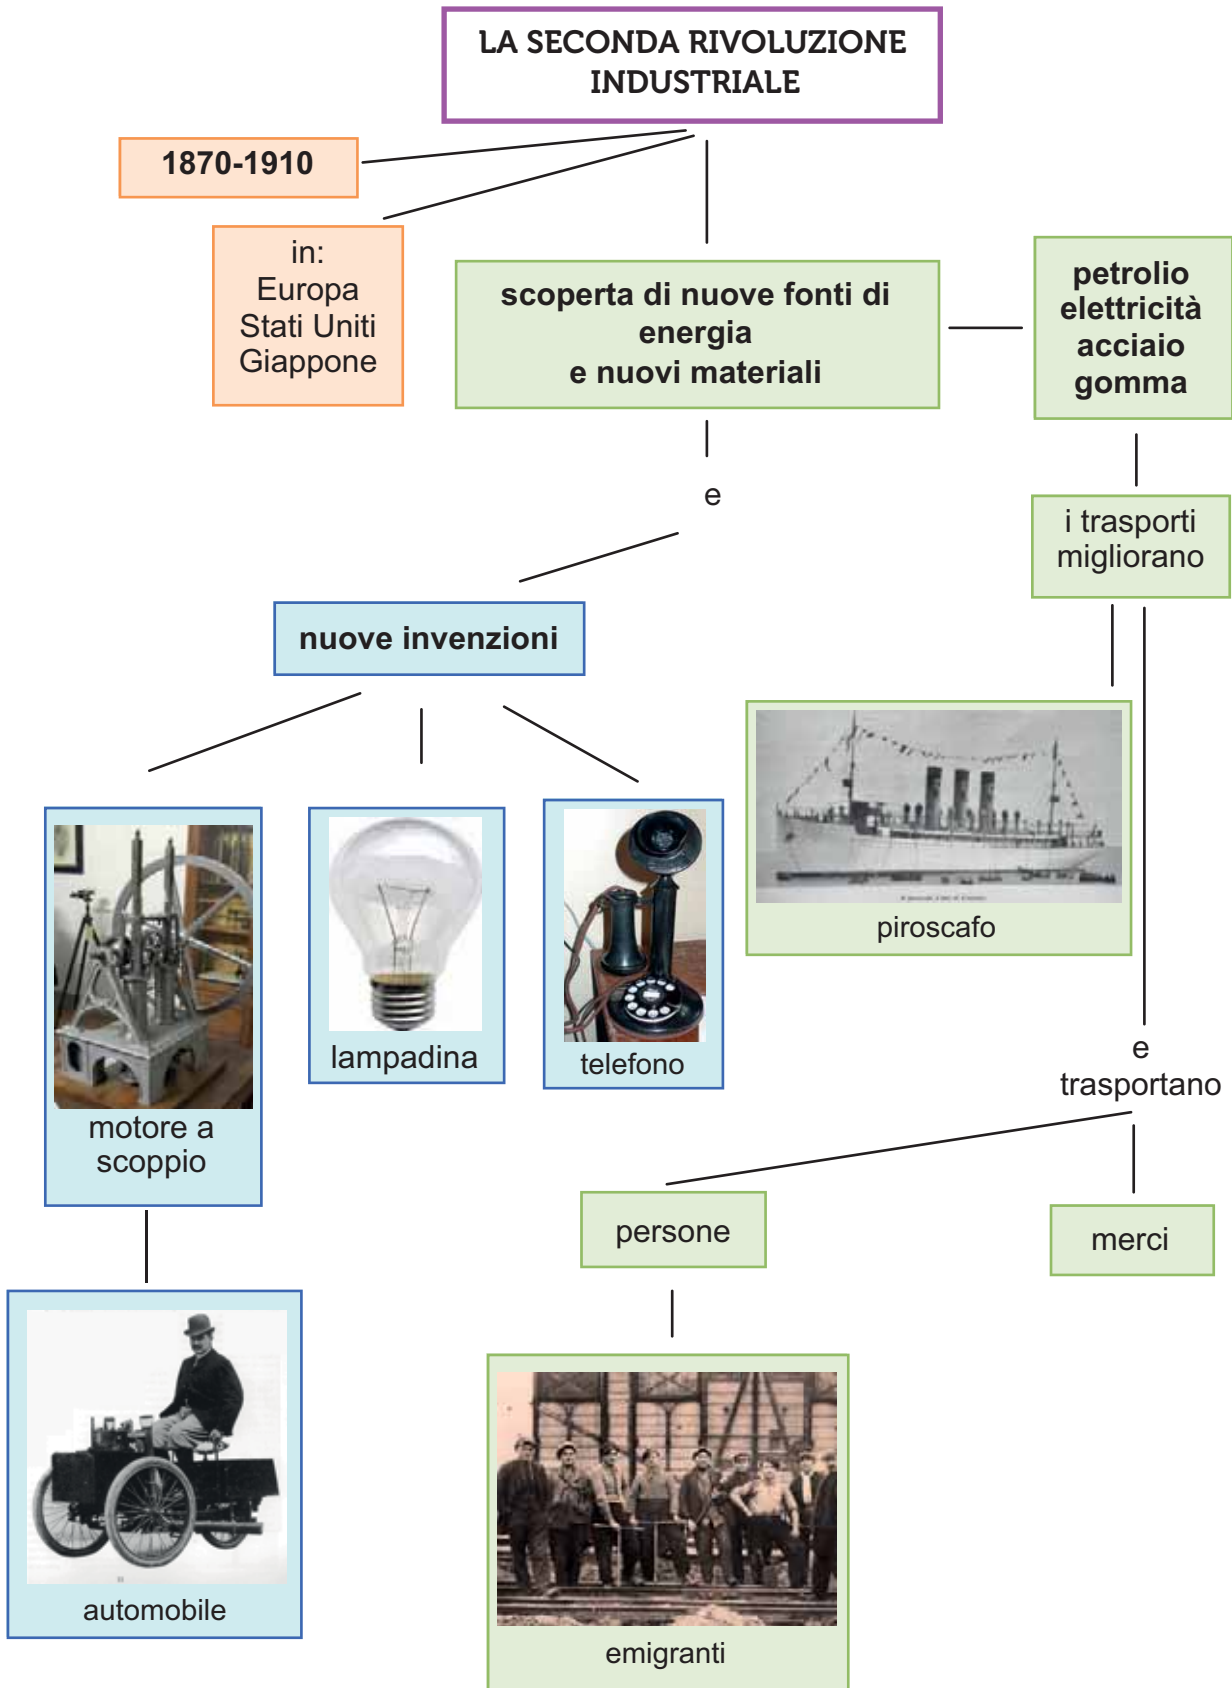 LA SECONDA RIVOLUZIONE
INDUSTRIALE
1870-1910
in:
Europa
Stati Uniti
Giappone
scoperta di nuove fonti di
energia
e nuovi materiali
petrolio
elettricità
acciaio
gomma
e
i trasporti
migliorano
nuove invenzioni
piroscafo
lampadina
telefono
motore a
scoppio
e
trasportano
persone
merci
automobile
emigranti